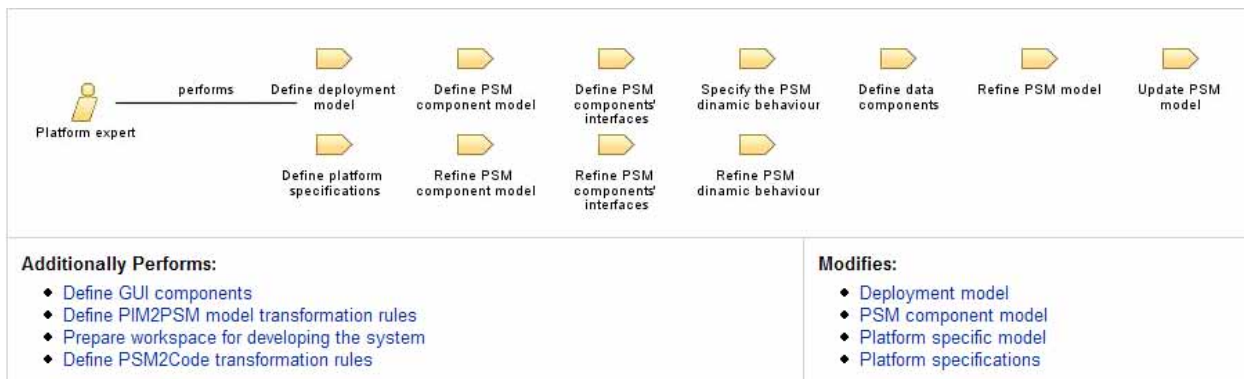 performs
Platform expert
Define deployment
model
Define PSM
component model
Define PSM
components'
interfaces
Specify the PSM
dinamic behaviour
Define data
components
Refine PSM model
Update PSM
model
Define platform
specifications
Refine PSM
component model
Refine PSM
components'
interfaces
Refine PSM
dinamic behaviour
Additionally Performs:
Define GUI components
Define PIM2PSM model transformation rules
Prepare workspace for developing the system
Define PSM2Code transformation rules
Modifies:
Deployment model
PSM component model
Platform specific model
Platform specifications